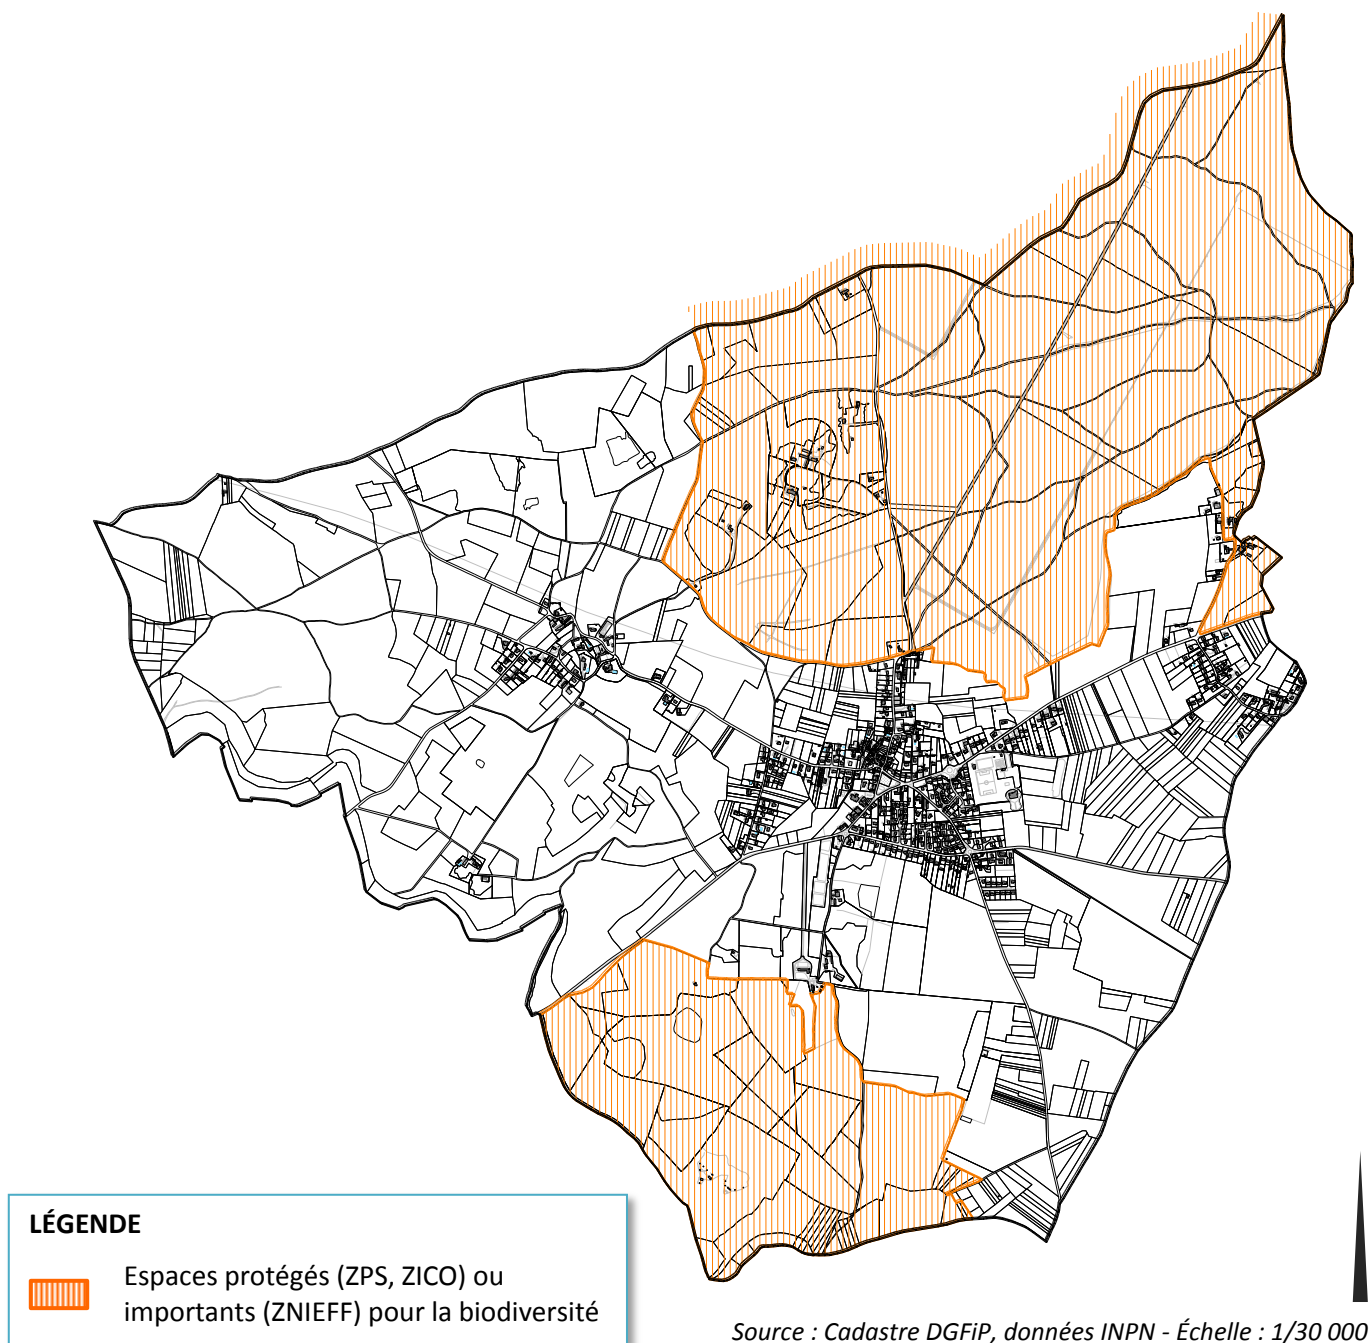 LÉGENDE
Espaces protégés (ZPS, ZICO) ou
importants (ZNIEFF) pour la biodiversité
Source : Cadastre DGFiP, données INPN - Échelle : 1/30 000